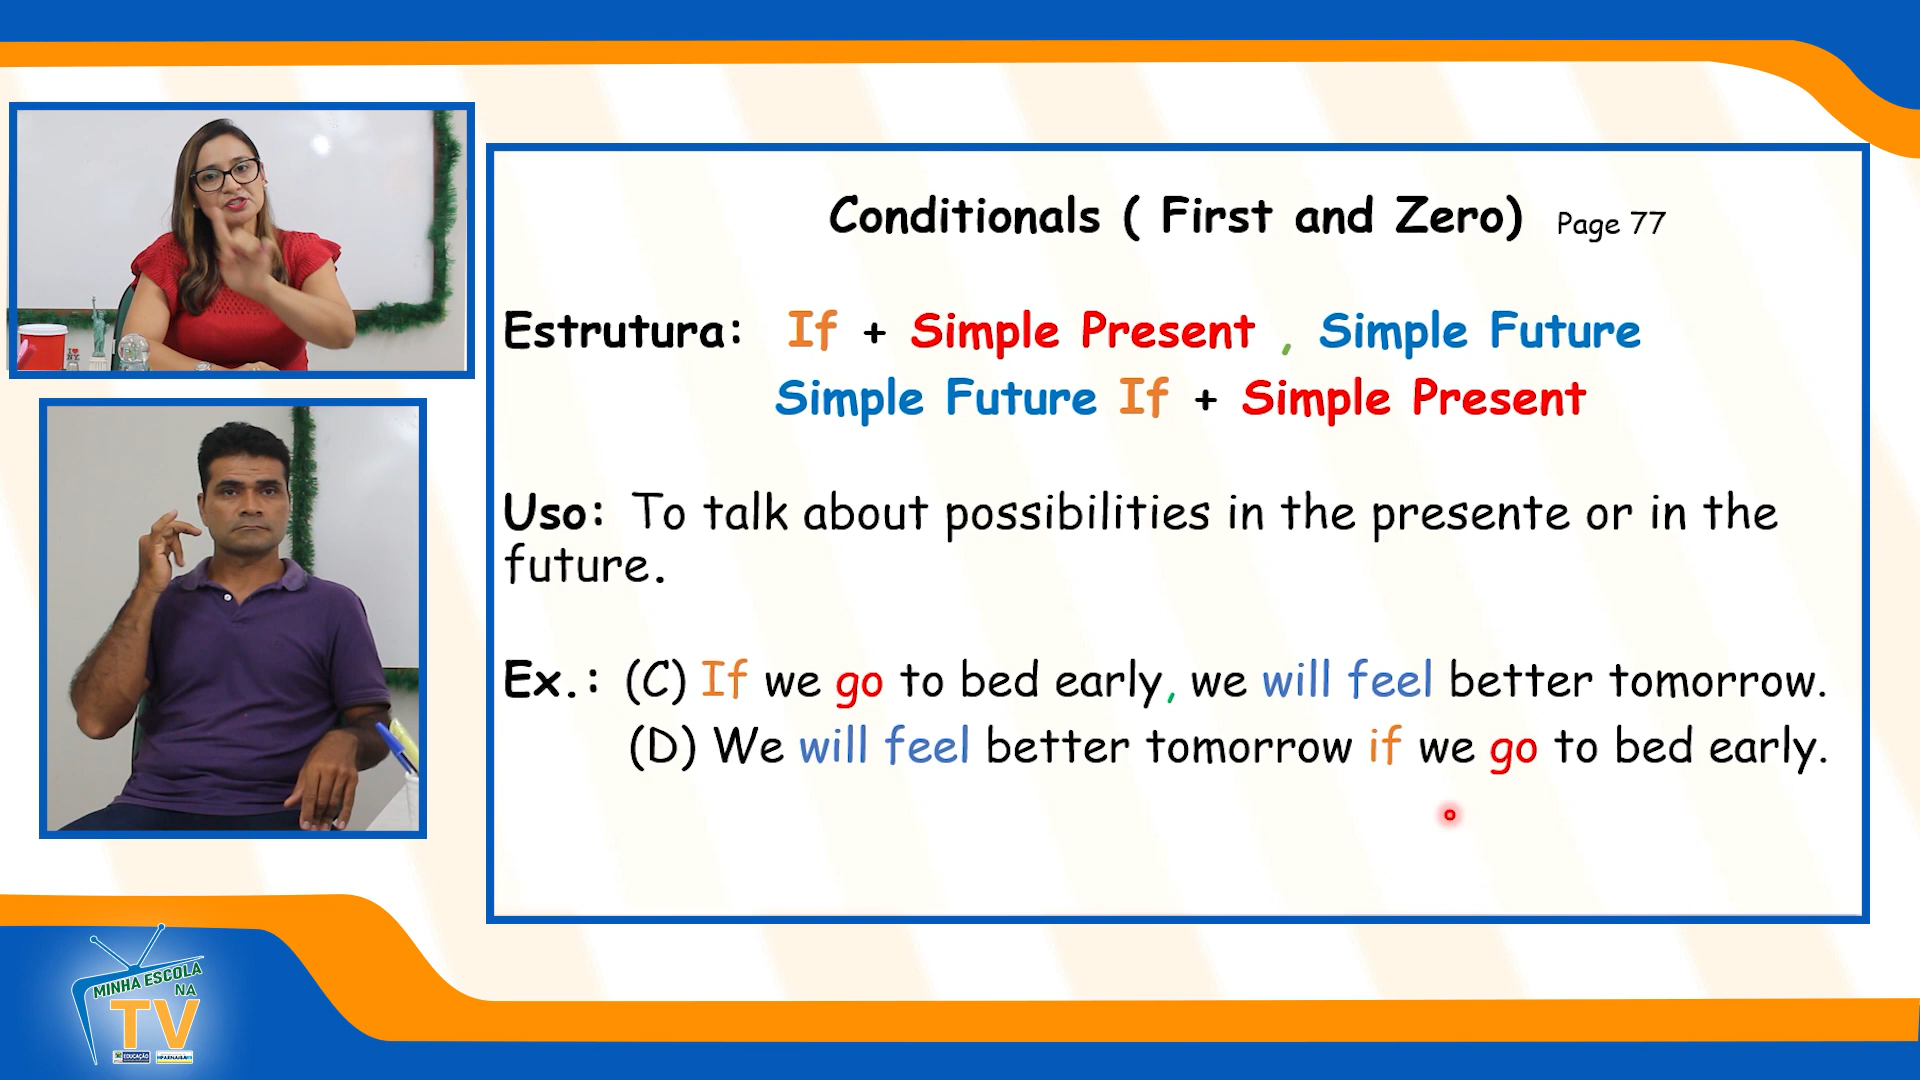 Conditionals ( First and Zero) Page 77
Estrutura: If + Simple Present , Simple Future
Simple Future If + Simple Present
Uso: To talk about possibilities in the presente or in the
future.
Ex.: (C) If we go to bed early, we will feel better tomorrow.
(D) We will feel better tomorrow if we go to bed early.
MINHA ESCOLA
NA
TV
EDUCAÇÃO
PARNAÍBA